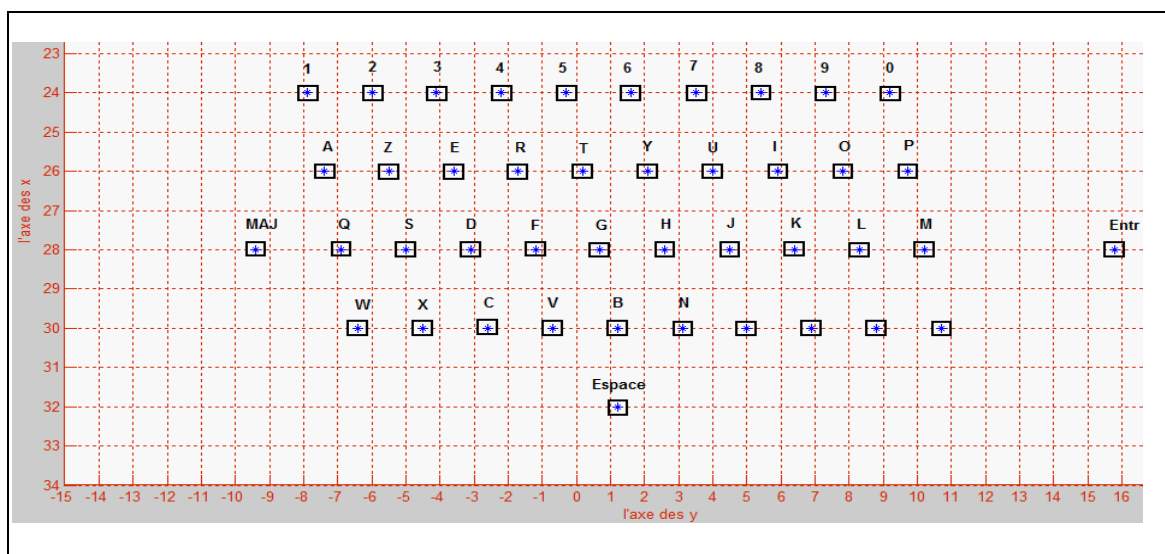 23
1 2 3 4 5 6 7 8 9 0
24
25
A Z E R T Y U I O P
26
27
MAJ Q S D F G H J K L M Entr
28
29
W X C V B N
30
31
Espace
32
33
34
-15 -14 -13 -12 -11 -10 -9 -8 -7 -6 -5 -4 -3 -2 -1 0 1 2 3 4 5 6 7 8 9 10 11 12 13 14 15 16
l'axe des y
l'axe des x